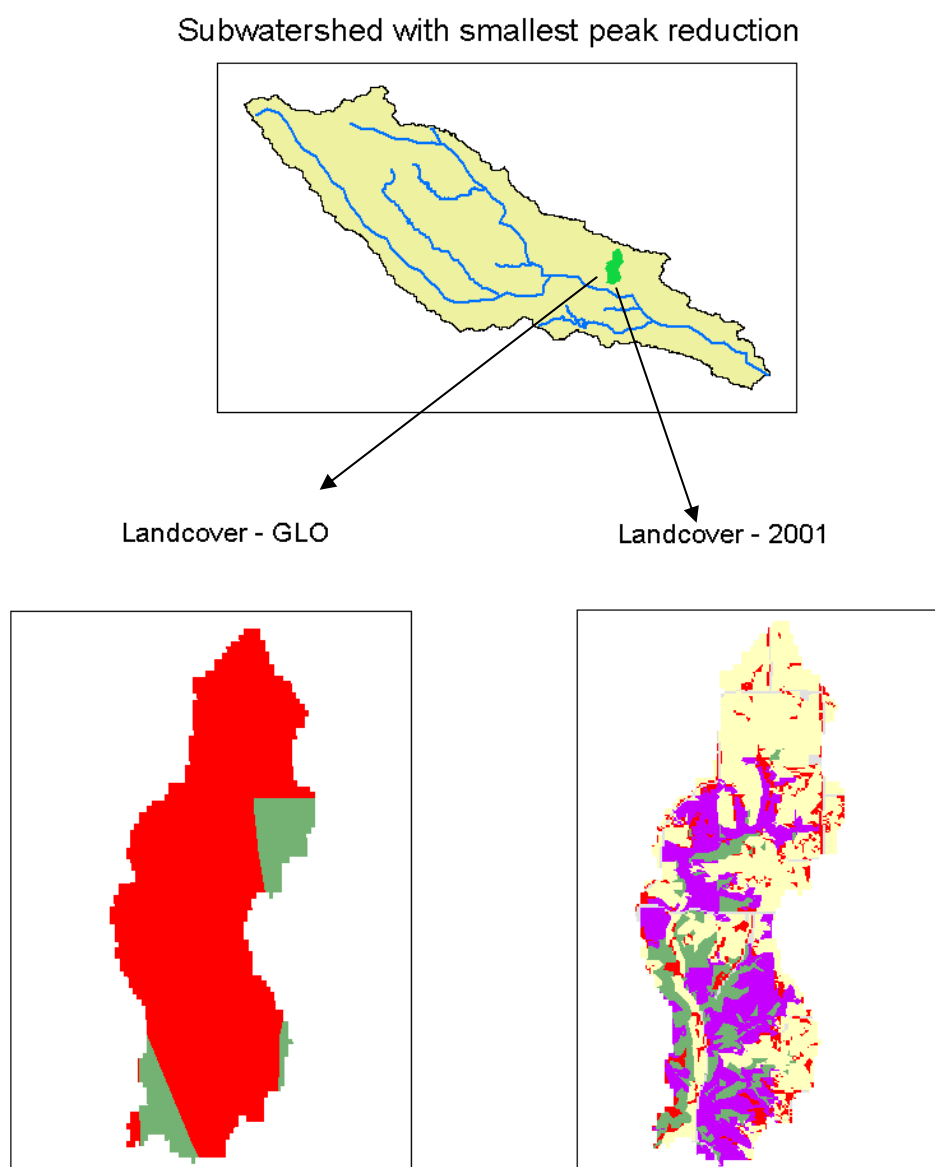 Subwatershed with smallest peak reduction
Landcover - GLO
Landcover - 2001